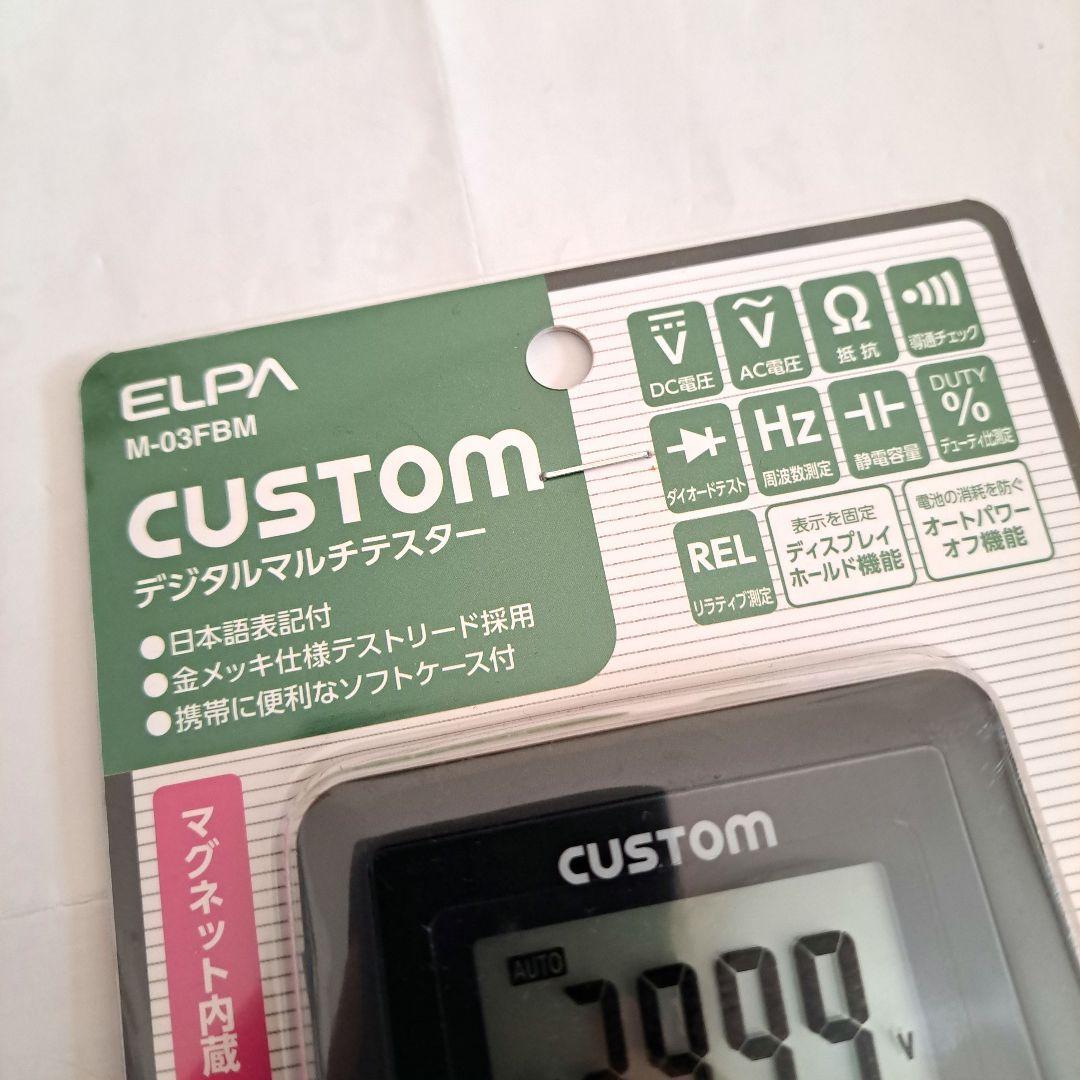 ELPA
M-03FBM
CUSTOM
デジタルマルチテスター
●日本語表記付
●金メッキ仕様テストリード採用
●携帯に便利なソフトケース付
V
DC電圧
V
AC電圧
Ω
抵抗
導通チェック
ダイオードテスト
Hz
周波数測定
静電容量
DUTY
%
デューティ比測定
REL
リラティブ測定
表示を固定
ディスプレイ
ホールド機能
電池の消耗を防ぐ
オートパワー
オフ機能
マグネット内蔵
CUSTOM
AUTO
3999
V